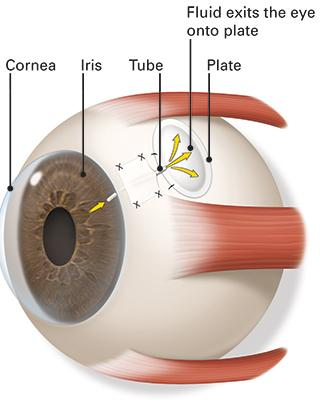 Fluid exits the eye
onto plate
Cornea
Iris
Tube
Plate